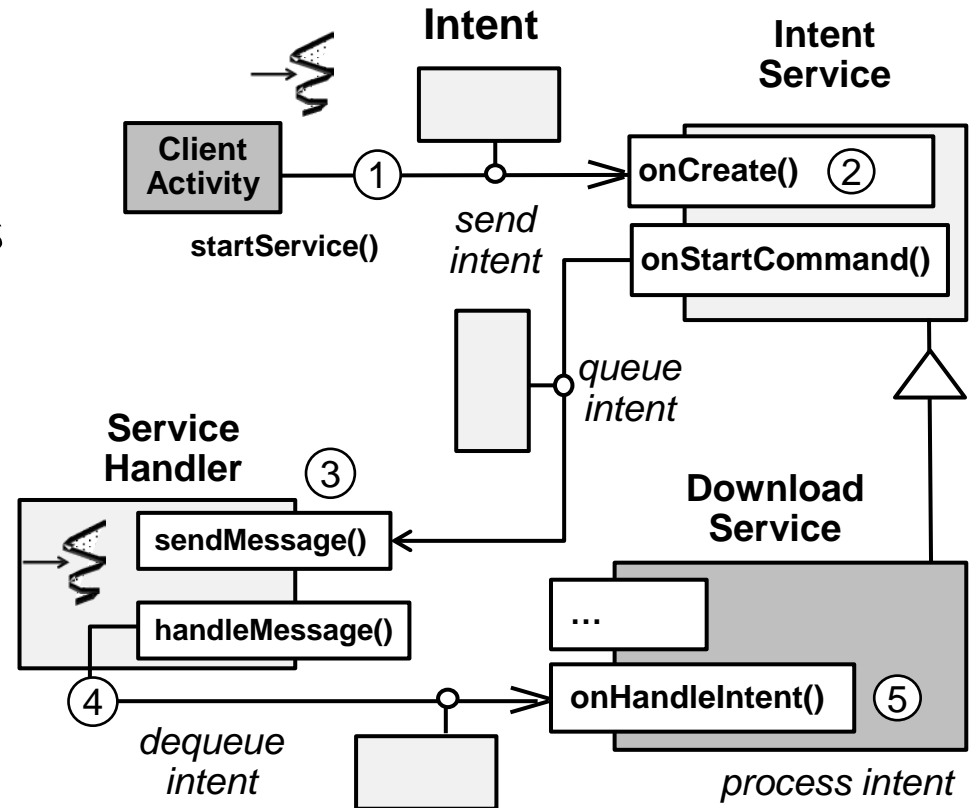 Intent
Intent
Service
Client
Activity
1
onCreate()
2
s
send
intent
startService()
onStartCommand()
queue
intent
Service
Handler
3
Download
Service
sendMessage()
…
handleMessage()
4
onHandleIntent()
5
dequeue
intent
process intent